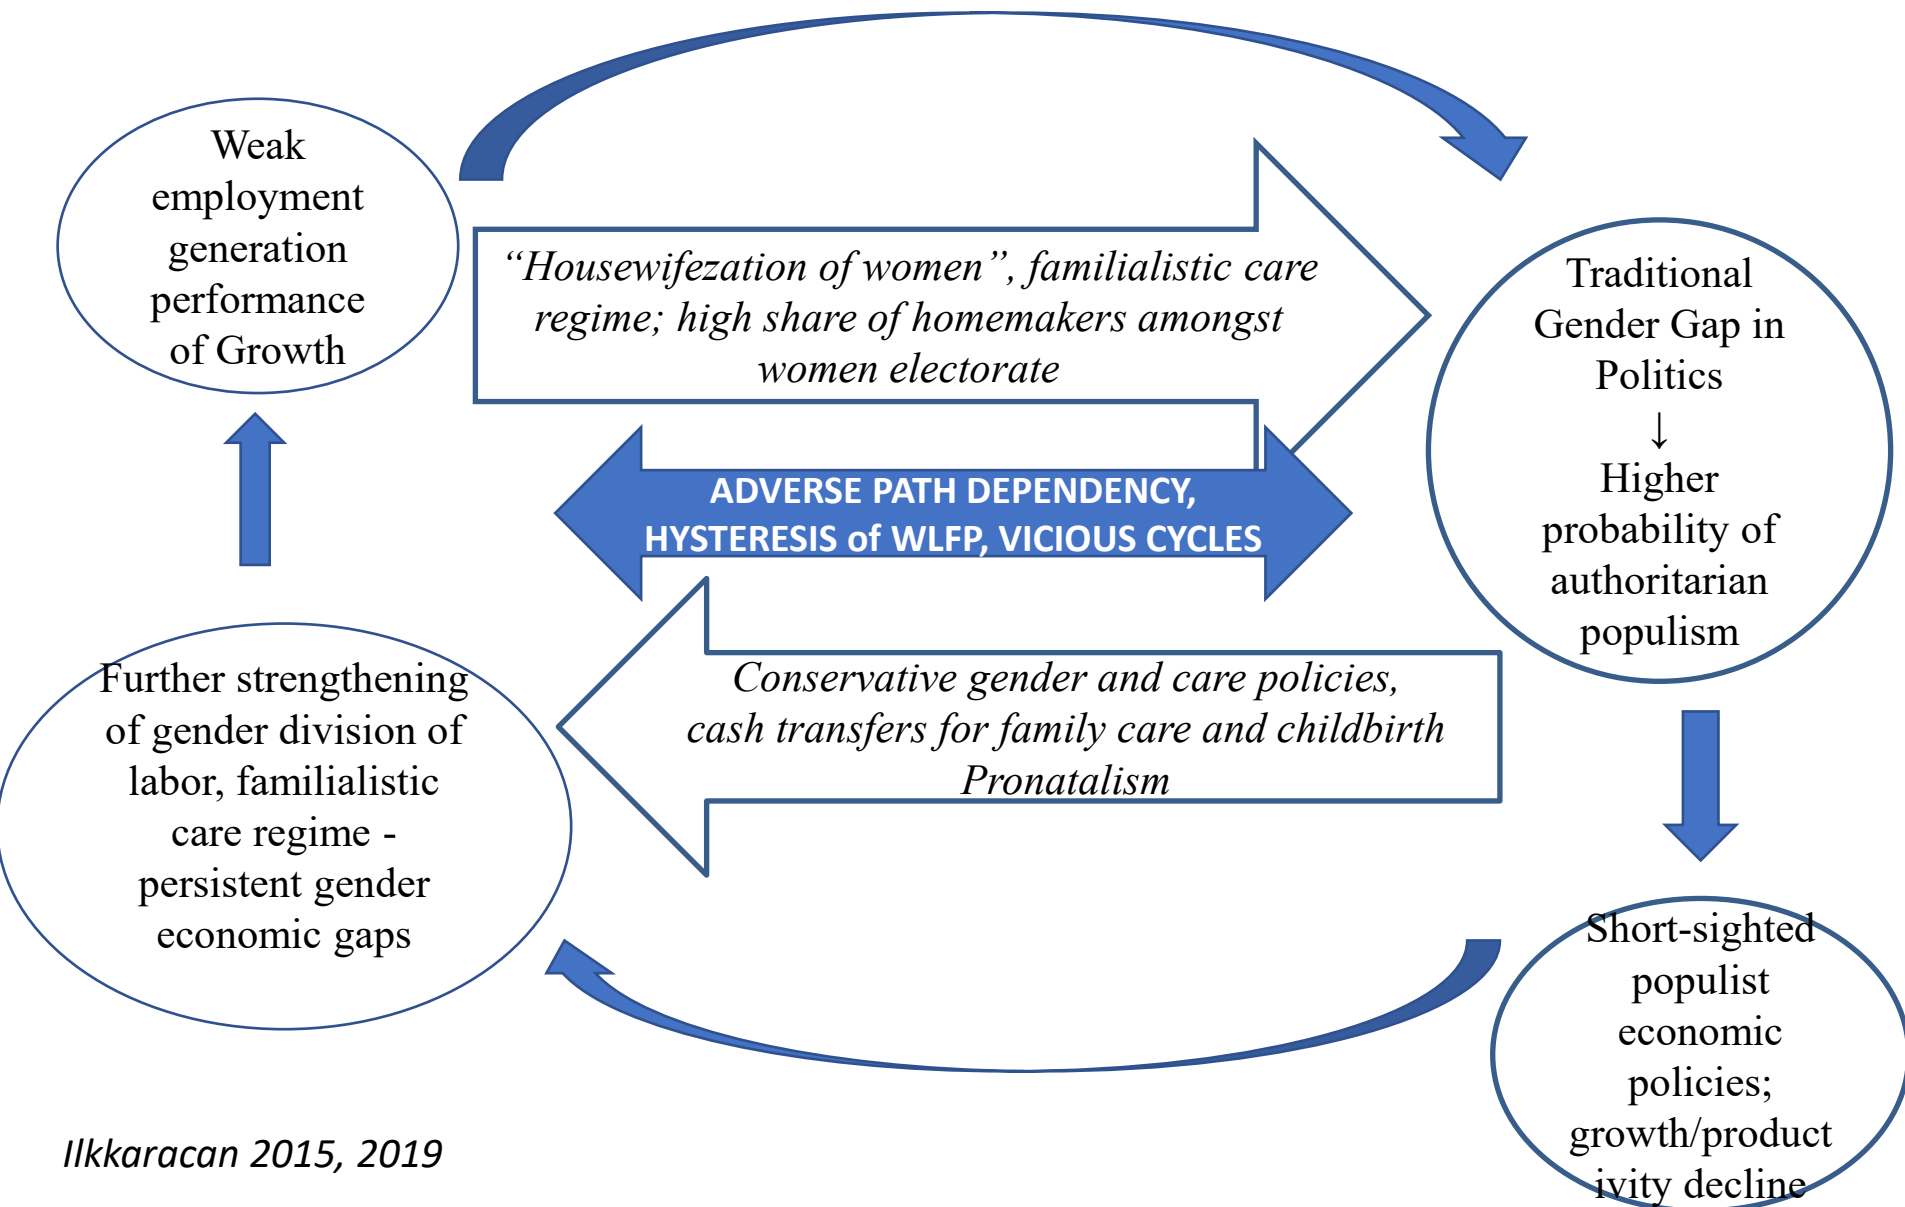 Weak
employment
generation
performance
of Growth
“Housewifezation of women”, familialistic care
regime; high share of homemakers amongst
women electorate
Traditional
Gender Gap in
Politics
↓
Higher
probability of
authoritarian
populism
ADVERSE PATH DEPENDENCY,
HYSTERESIS of WLFP, VICIOUS CYCLES
Further strengthening
of gender division of
labor, familialistic
care regime -
persistent gender
economic gaps
Conservative gender and care policies,
cash transfers for family care and childbirth
Pronatalism
Short-sighted
populist
economic
policies;
growth/product
ivity decline
Ilkkaracan 2015, 2019